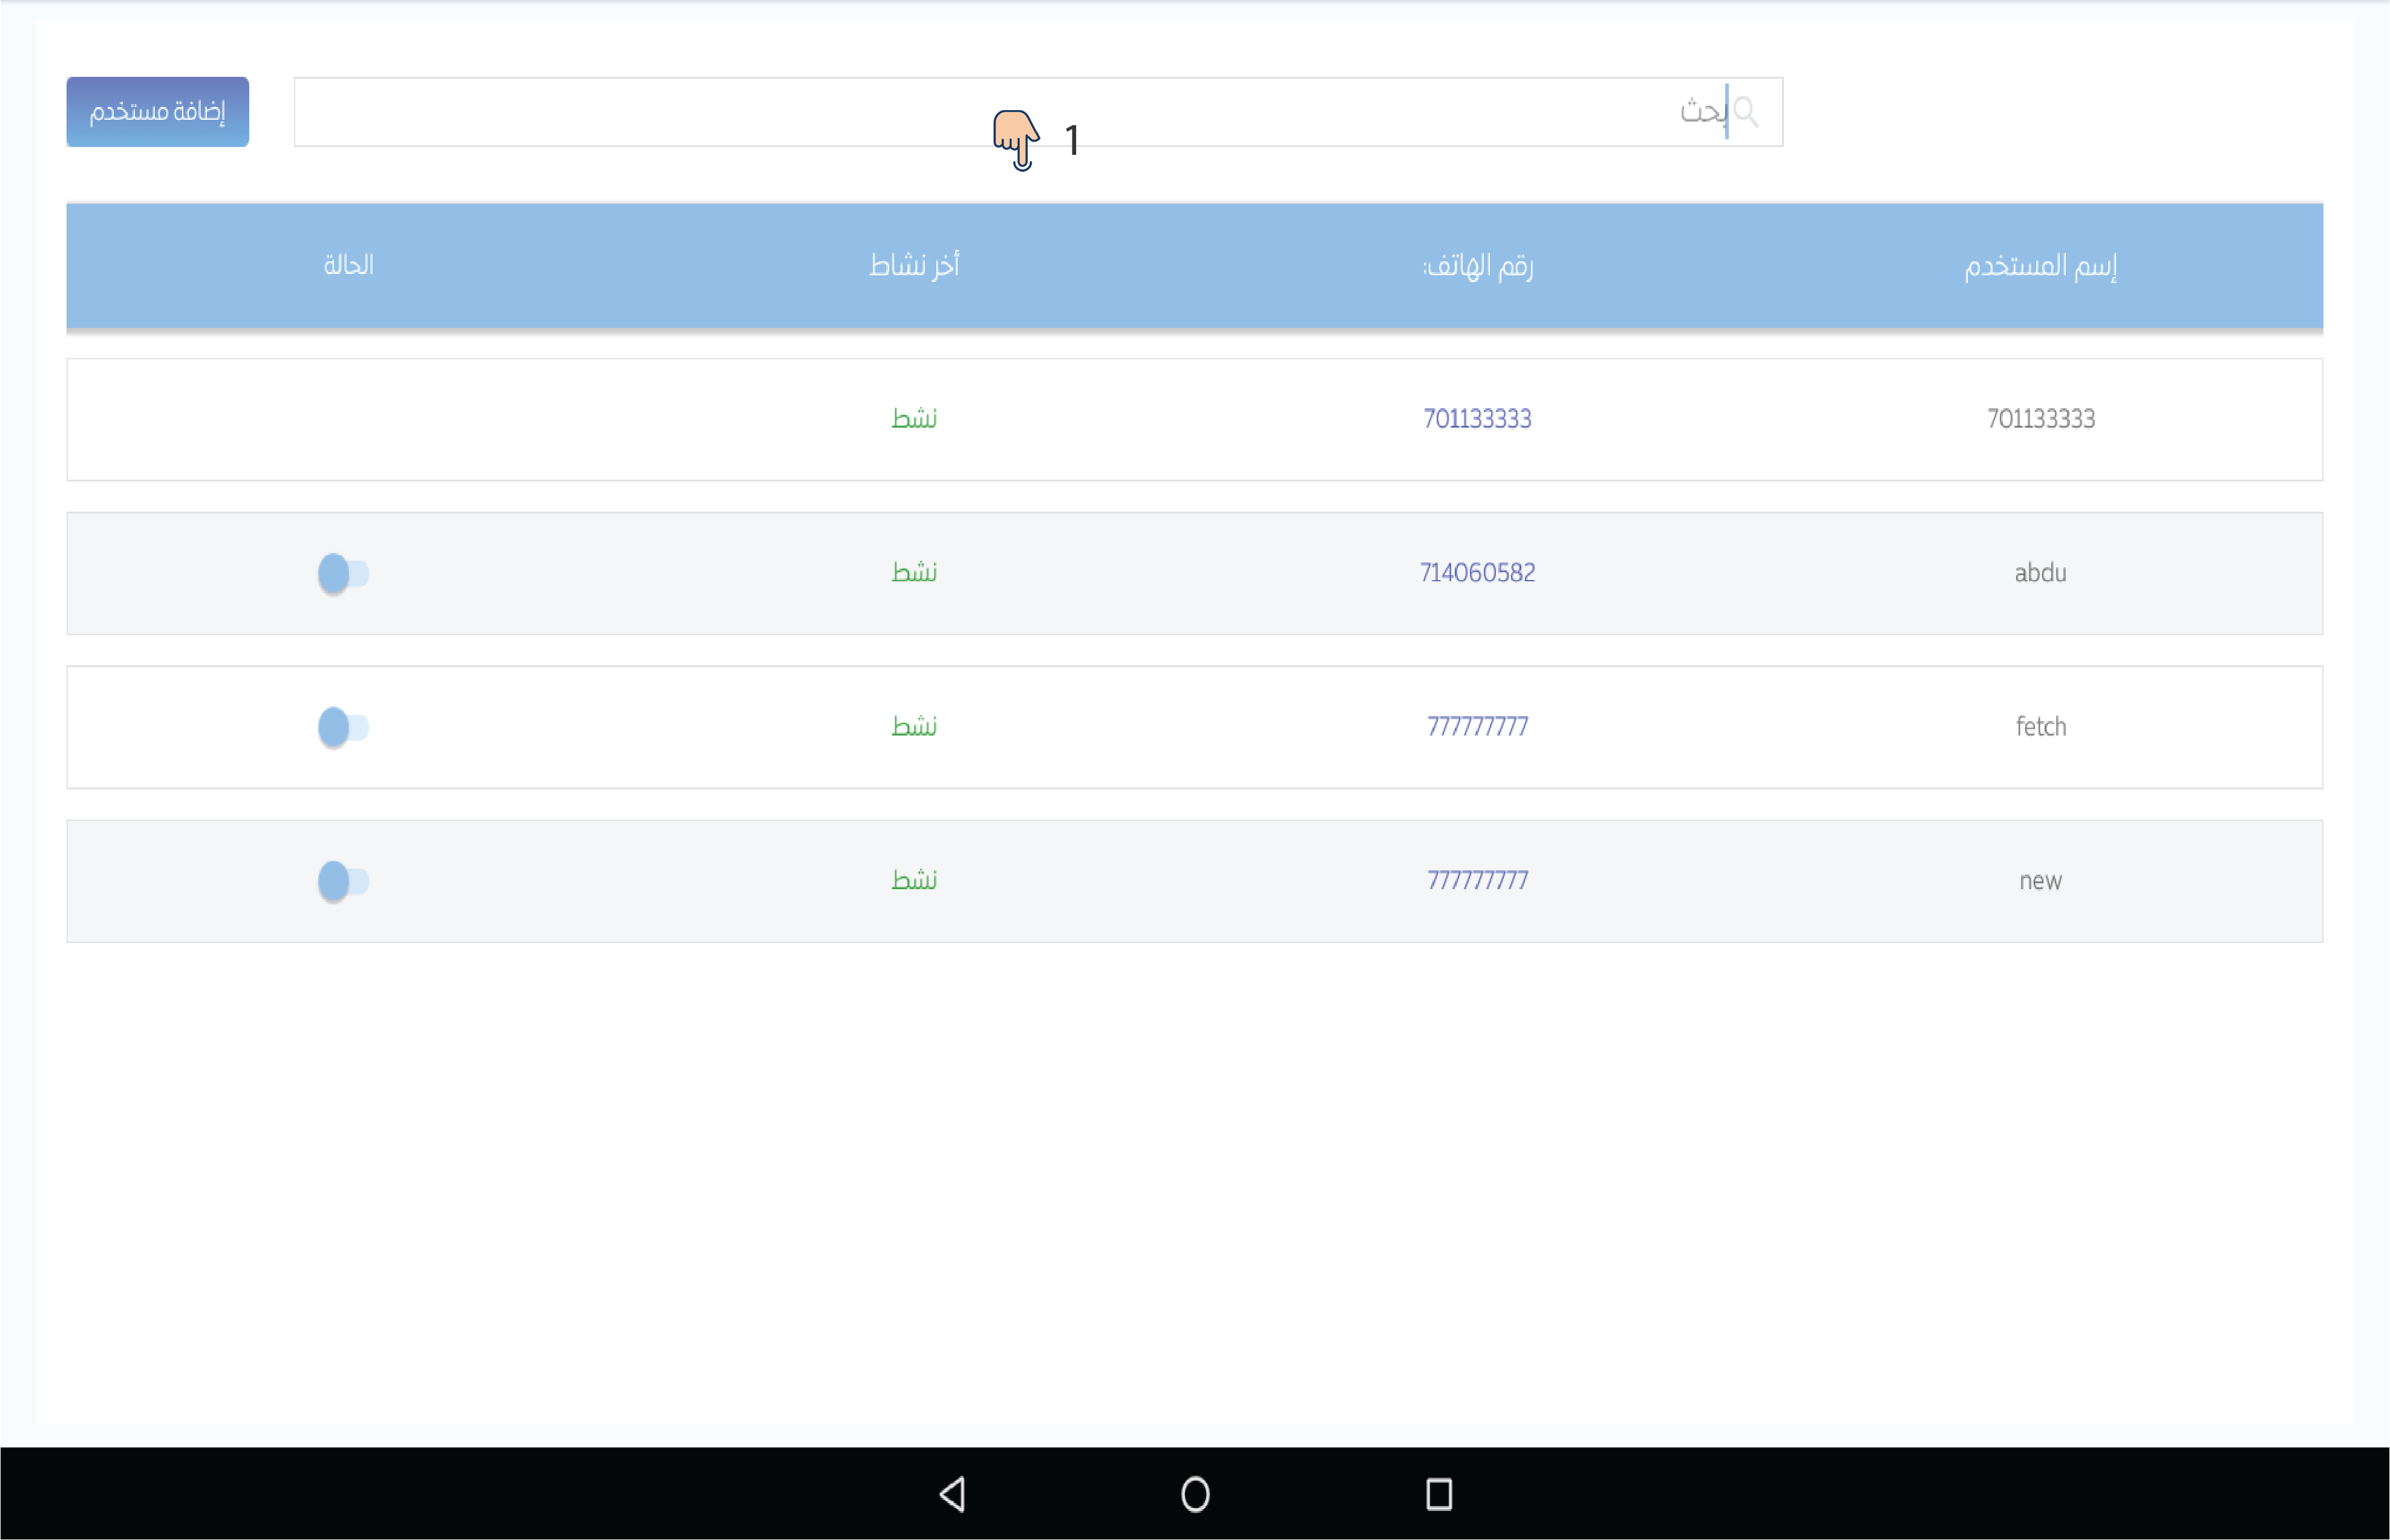 بحث
إضافة مستخدم
1
إسم المستخدم رقم الهاتف: أخر نشاط الحالة
701133333 701133333 نشط
abdu 714060582 نشط
fetch 777777777 نشط
new 777777777 نشط